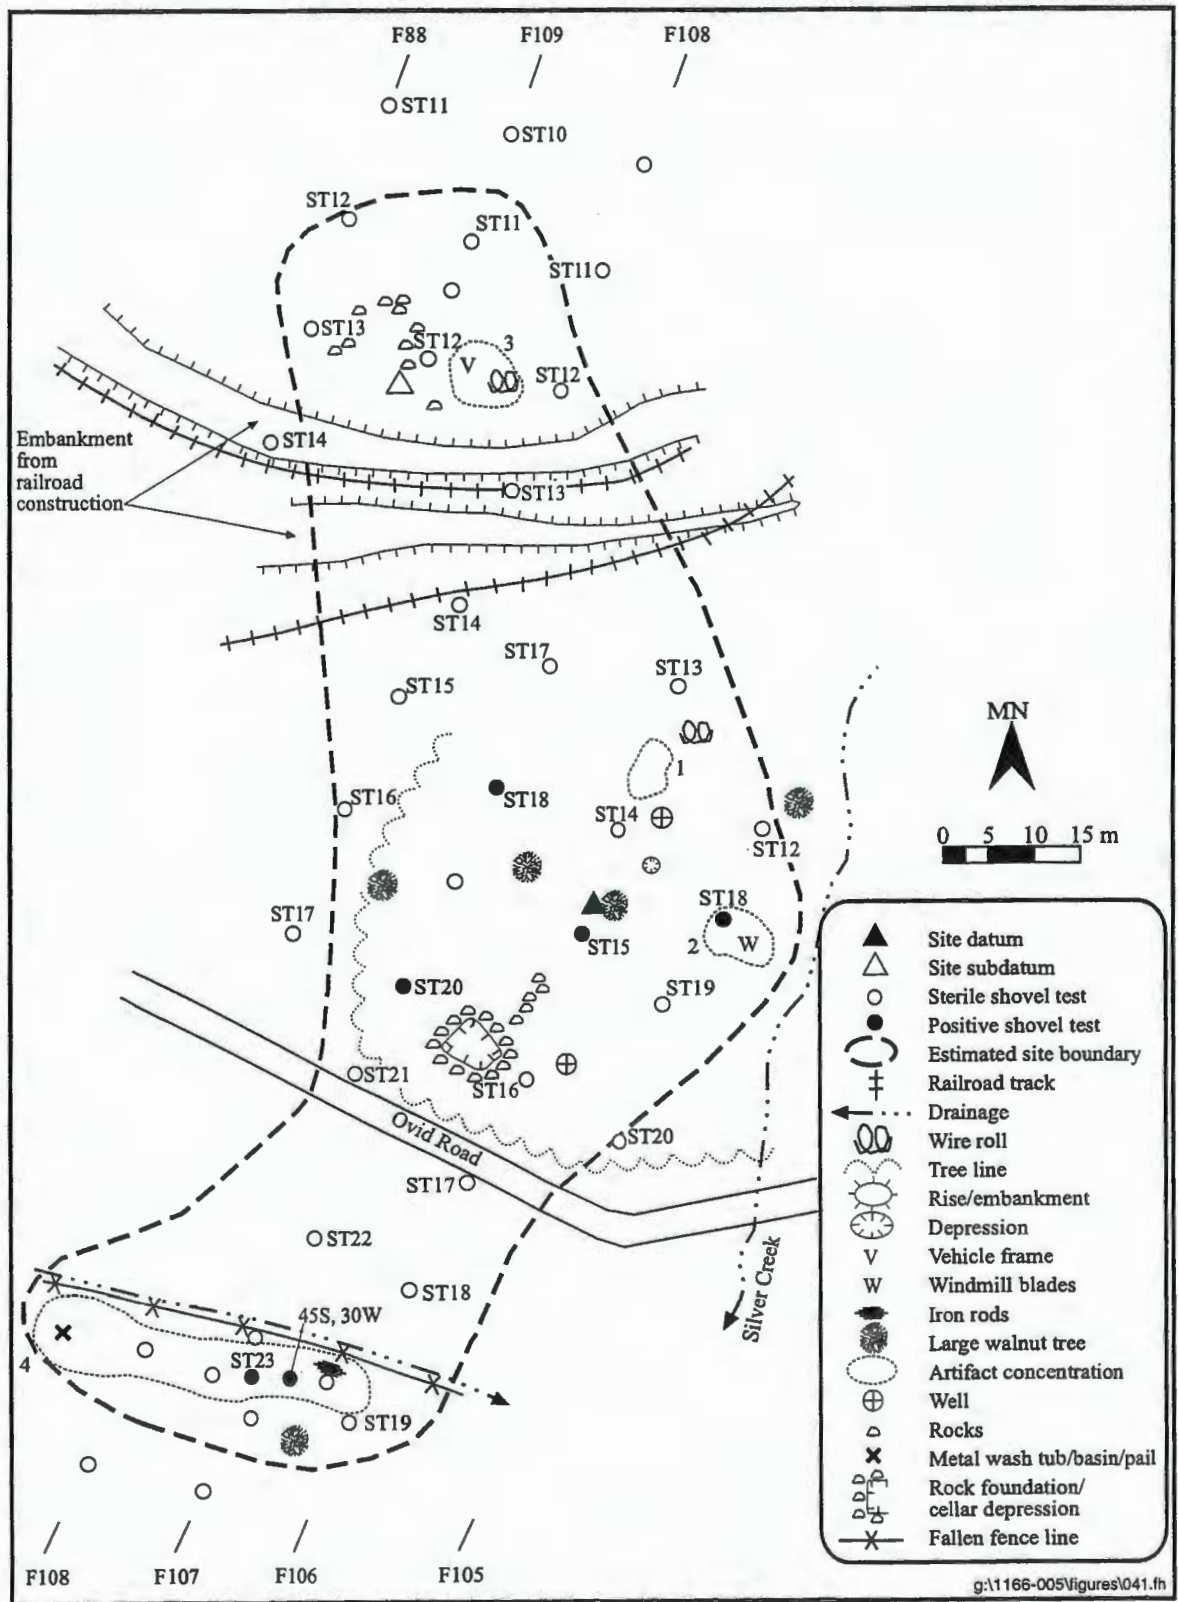 F88 F109 F108
ST11
ST10
ST12
ST11
ST11
ST13
ST12
3
V
ST12
Embankment
from
railroad
construction
ST14
ST13
ST14
ST17
ST13
ST15
MN
1
ST18
ST16
ST14
ST12
0 5 10 15 m
ST18
ST17
ST15
2
W
ST20
ST19
ST21
ST16
Ovid Road
ST20
ST17
ST22
ST18
Silver Creek
45S, 30W
4
ST23
ST19
F108 F107 F106 F105
Site datum
Site subdatum
Sterile shovel test
Positive shovel test
Estimated site boundary
Railroad track
Drainage
Wire roll
Tree line
Rise/embankment
Depression
V Vehicle frame
W Windmill blades
Iron rods
Large walnut tree
Artifact concentration
Well
Rocks
Metal wash tub/basin/pail
Rock foundation/
cellar depression
Fallen fence line
g:\1166-005\figures\041.fh